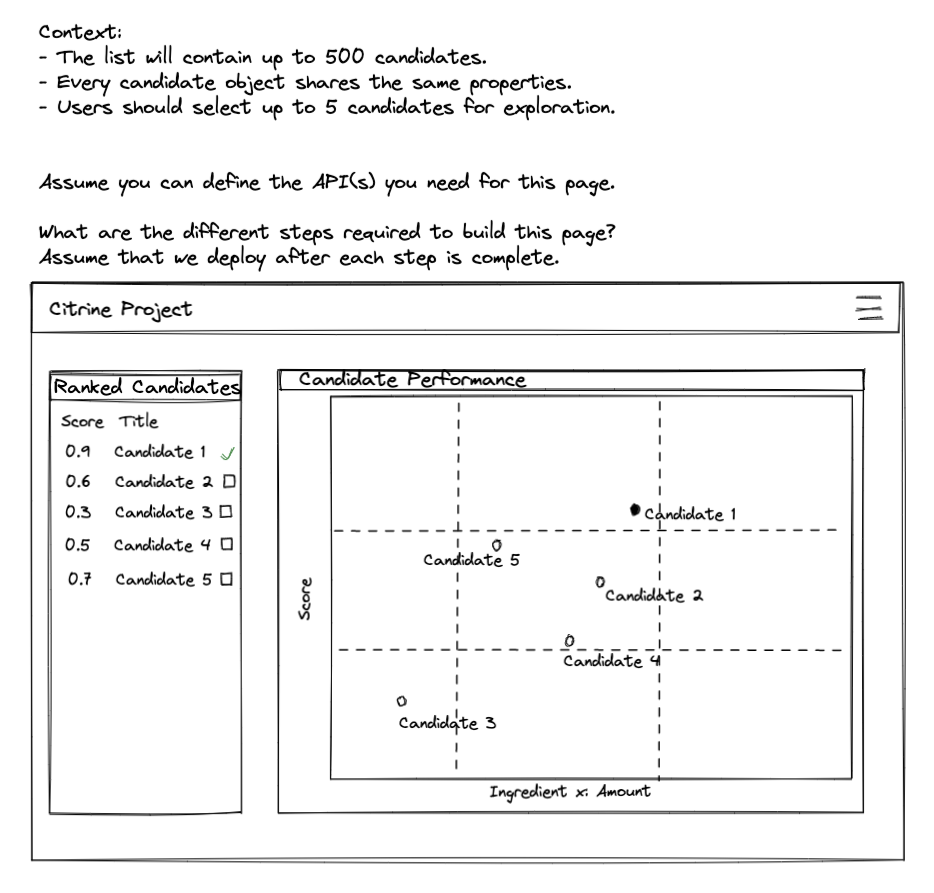 Context:
- The list will contain up to 500 candidates.
- Every candidate object shares the same properties.
- Users should select up to 5 candidates for exploration.
Assume you can define the API(s) you need for this page.
What are the different steps required to build this page?
Assume that we deploy after each step is complete.
Citrine Project
Ranked Candidates
Score Title
0.9 Candidate 1
0.6 Candidate 2
0.3 Candidate 3
0.5 Candidate 4
0.7 Candidate 5
Candidate Performance
Candidate 1
Candidate 5
Candidate 2
Candidate 4
Candidate 3
Score
Ingredient x: Amount